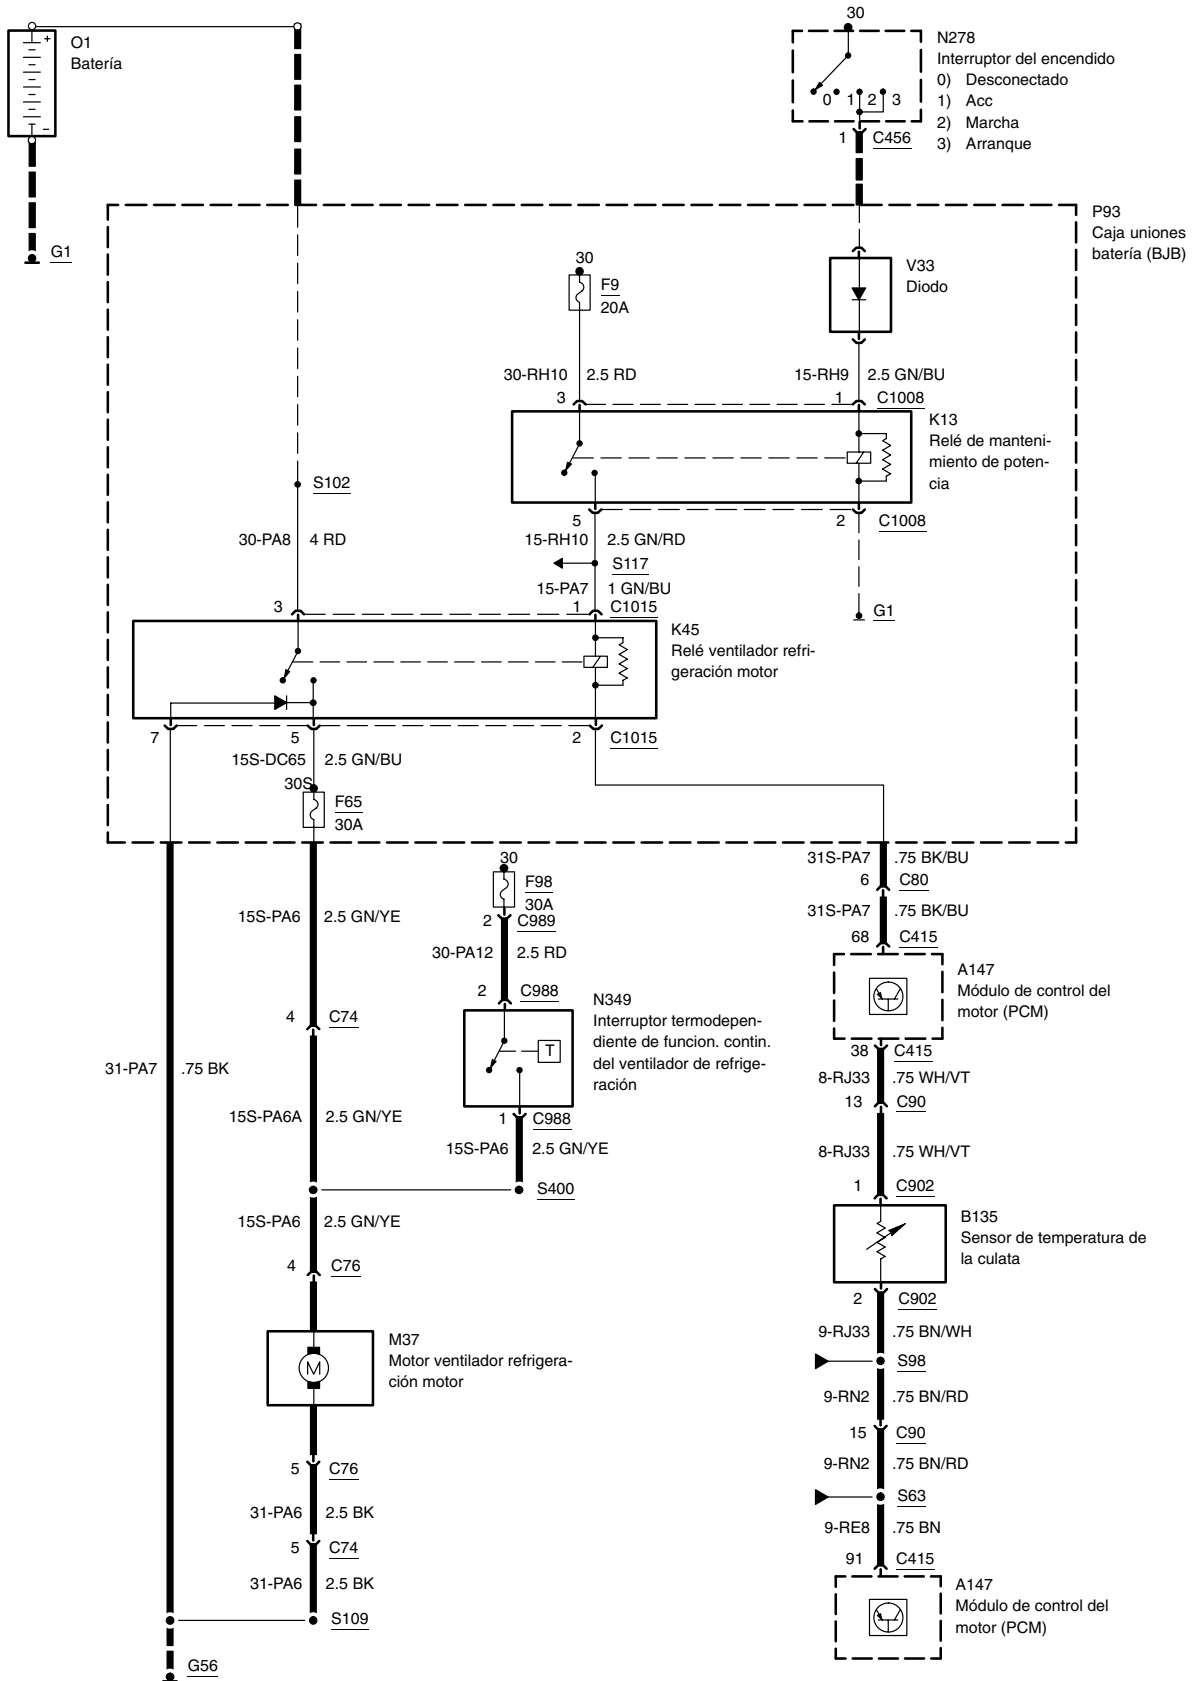 O1
Batería
+
−
G1
30
N278
Interruptor del encendido
0) Desconectado
1) Acc
2) Marcha
3) Arranque
0 1 2 3
1 C456
P93
Caja uniones
batería (BJB)
V33
Diodo
30
F9
20A
30-RH10 2.5 RD
15-RH9 2.5 GN/BU
3 1 C1008
K13
Relé de manteni-
miento de poten-
cia
S102
5 2 C1008
30-PA8 4 RD
15-RH10 2.5 GN/RD
S117
15-PA7 1 GN/BU
3 1 C1015
G1
K45
Relé ventilador refri-
geración motor
7 5 2 C1015
15S-DC65 2.5 GN/BU
30S
F65
30A
31S-PA7 .75 BK/BU
6 C80
31S-PA7 .75 BK/BU
68 C415
30
F98
30A
2 C989
30-PA12 2.5 RD
2 C988
15S-PA6 2.5 GN/YE
4 C74
N349
Interruptor termodepen-
diente de funcion. contin.
del ventilador de refrige-
ración
T
A147
Módulo de control del
motor (PCM)
38 C415
8-RJ33 .75 WH/VT
13 C90
31-PA7 .75 BK
15S-PA6A 2.5 GN/YE
1 C988
15S-PA6 2.5 GN/YE
S400
8-RJ33 .75 WH/VT
1 C902
15S-PA6 2.5 GN/YE
4 C76
B135
Sensor de temperatura de
la culata
2 C902
M
M37
Motor ventilador refrigera-
ción motor
9-RJ33 .75 BN/WH
S98
9-RN2 .75 BN/RD
15 C90
9-RN2 .75 BN/RD
S63
9-RE8 .75 BN
91 C415
5 C76
31-PA6 2.5 BK
5 C74
31-PA6 2.5 BK
S109
A147
Módulo de control del
motor (PCM)
G56